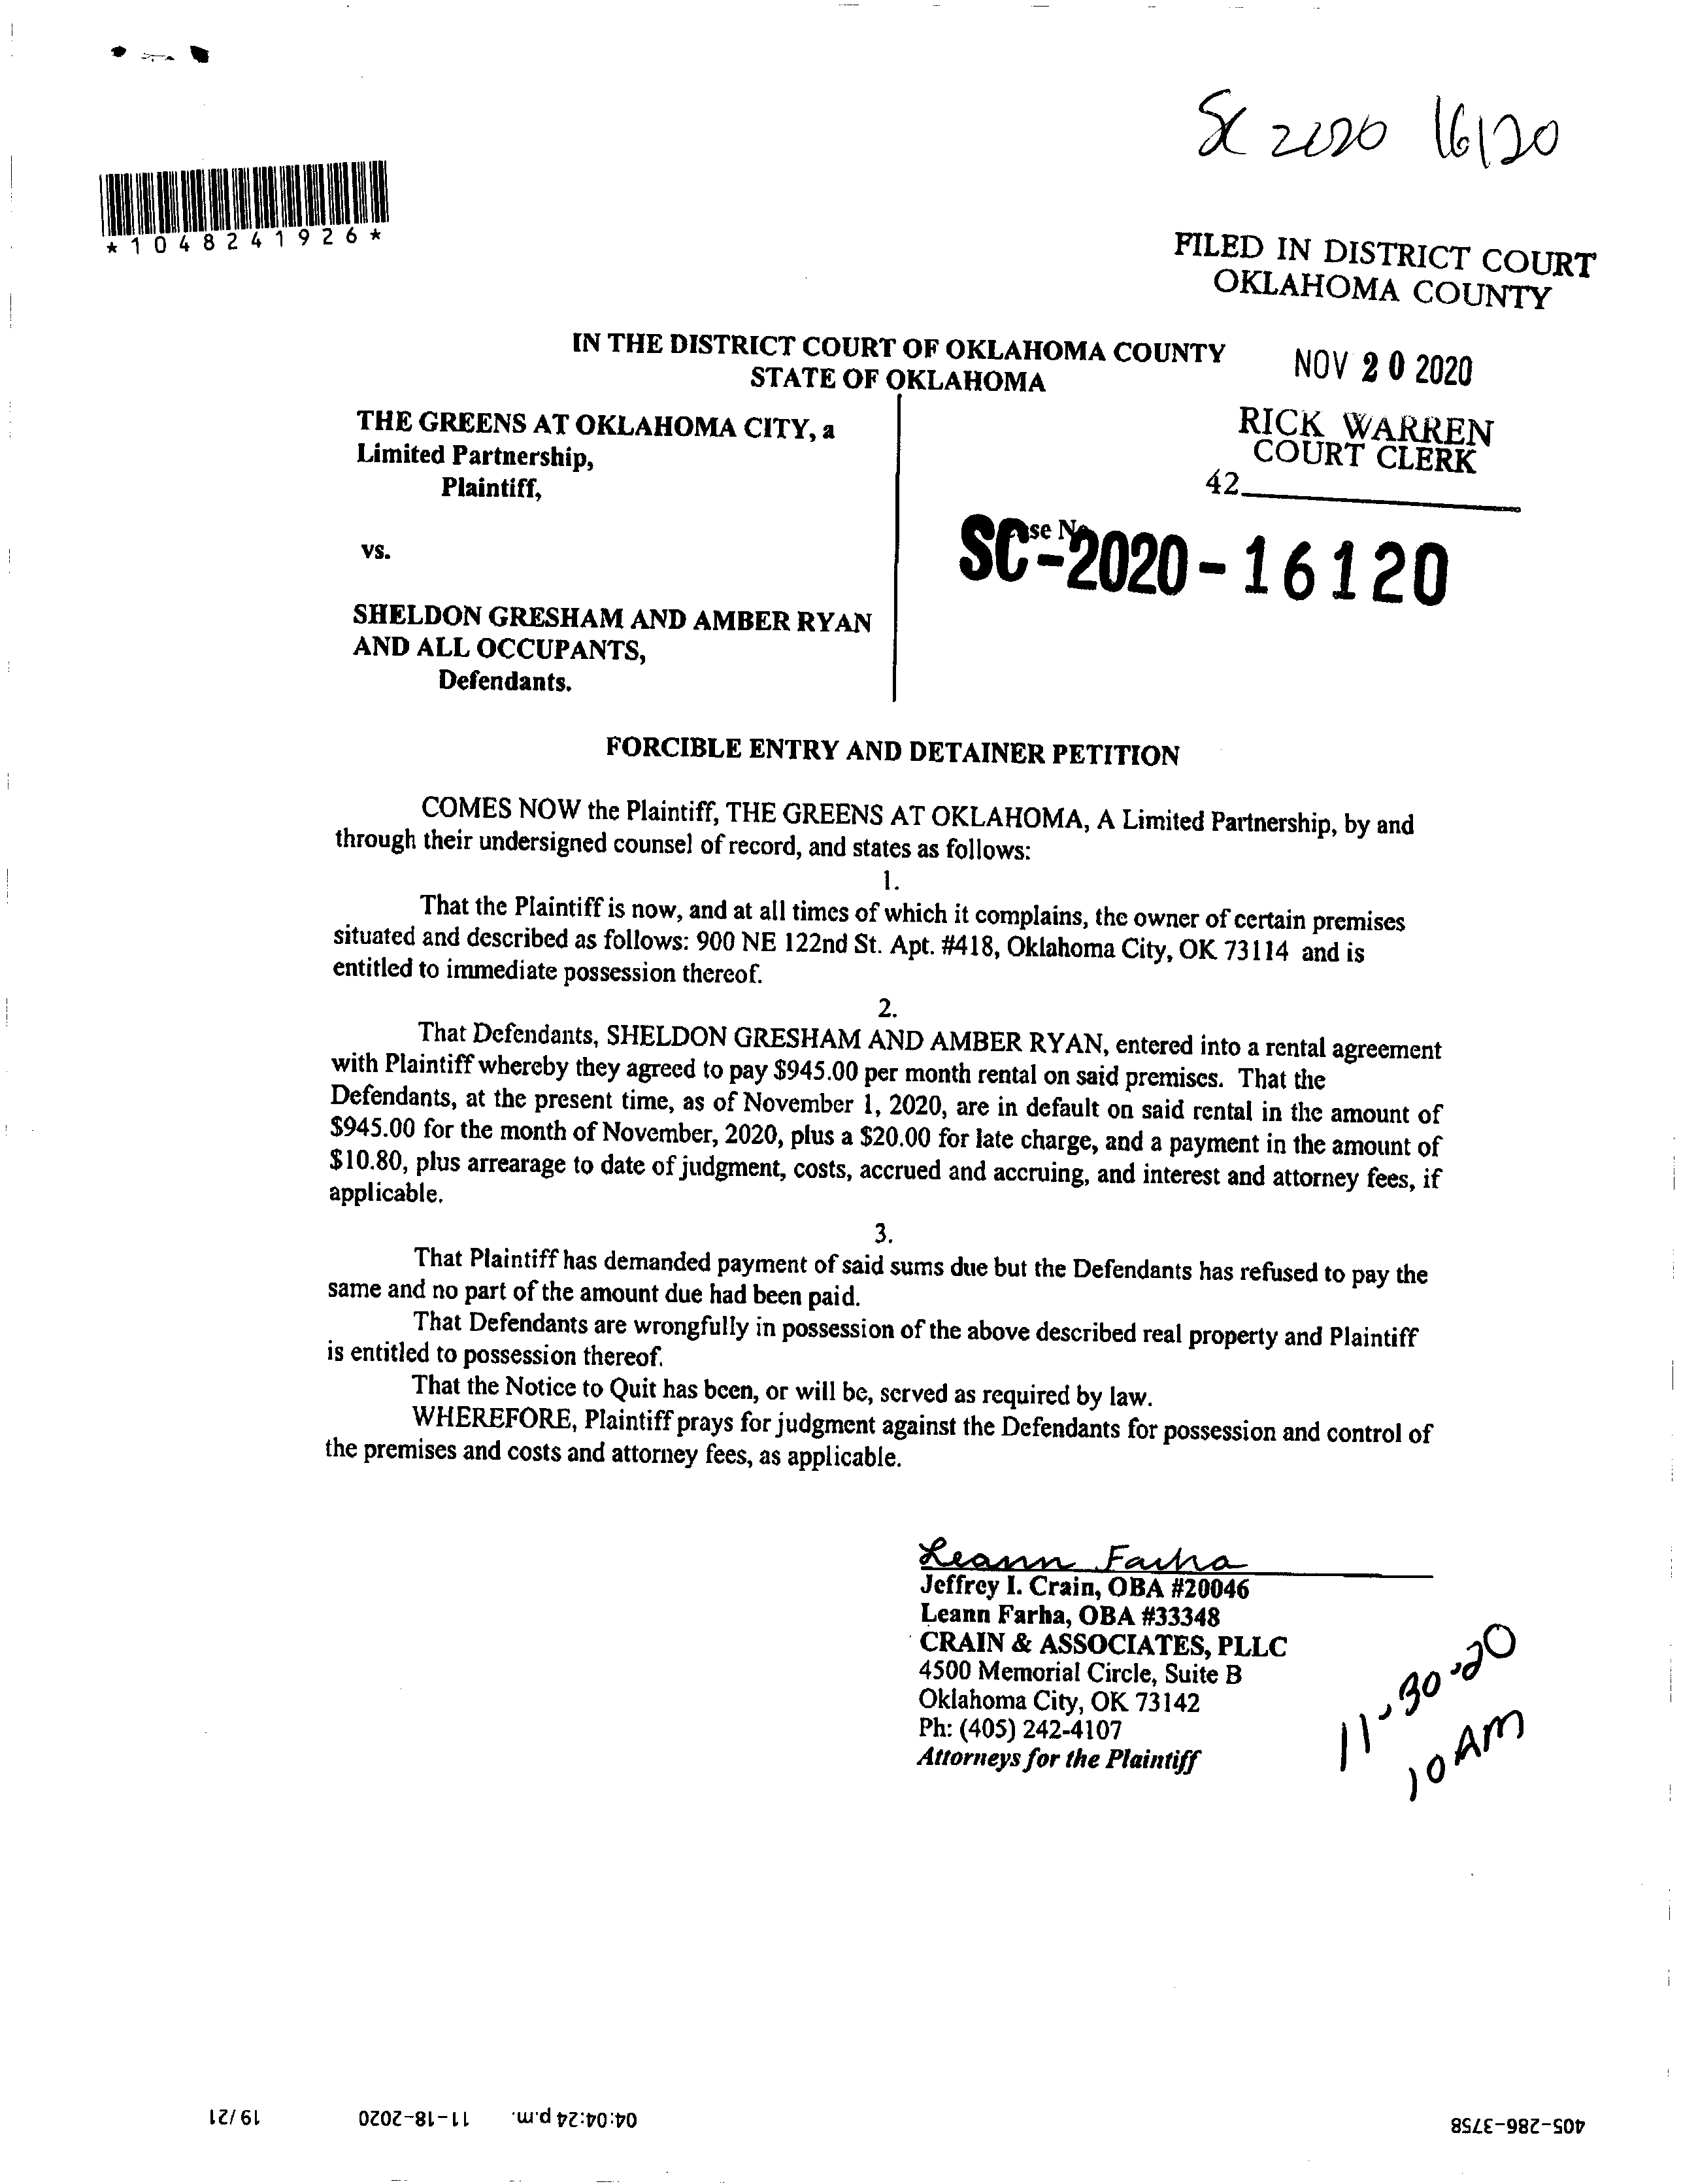 SC 2020 16120
*1048241926*
FILED IN DISTRICT COURT
OKLAHOMA COUNTY
IN THE DISTRICT COURT OF OKLAHOMA COUNTY
STATE OF OKLAHOMA
NOV 20 2020
RICK WARREN
COURT CLERK
42
THE GREENS AT OKLAHOMA CITY, a
Limited Partnership,
Plaintiff,
vs.
SC-2020-16120
SHELDON GRESHAM AND AMBER RYAN
AND ALL OCCUPANTS,
Defendants.
FORCIBLE ENTRY AND DETAINER PETITION
COMES NOW the Plaintiff, THE GREENS AT OKLAHOMA, A Limited Partnership, by and
through their undersigned counsel of record, and states as follows:
1.
That the Plaintiff is now, and at all times of which it complains, the owner of certain premises
situated and described as follows: 900 NE 122nd St. Apt. #418, Oklahoma City, OK 73114 and is
entitled to immediate possession thereof.
2.
That Defendants, SHELDON GRESHAM AND AMBER RYAN, entered into a rental agreement
with Plaintiff whereby they agreed to pay $945.00 per month rental on said premises. That the
Defendants, at the present time, as of November 1, 2020, are in default on said rental in the amount of
$945.00 for the month of November, 2020, plus a $20.00 for late charge, and a payment in the amount of
$10.80, plus arrearage to date of judgment, costs, accrued and accruing, and interest and attorney fees, if
applicable.
3.
That Plaintiff has demanded payment of said sums due but the Defendants has refused to pay the
same and no part of the amount due had been paid.
That Defendants are wrongfully in possession of the above described real property and Plaintiff
is entitled to possession thereof.
That the Notice to Quit has been, or will be, served as required by law.
WHEREFORE, Plaintiff prays for judgment against the Defendants for possession and control of
the premises and costs and attorney fees, as applicable.
Leann Farha
Jeffrey I. Crain, OBA #20046
Leann Farha, OBA #33348
CRAIN & ASSOCIATES, PLLC
4500 Memorial Circle, Suite B
Oklahoma City, OK 73142
Ph: (405) 242-4107
Attorneys for the Plaintiff
11-30-20
10 AM
405-286-3758
04:04:24 p.m. 11-18-2020
19/21